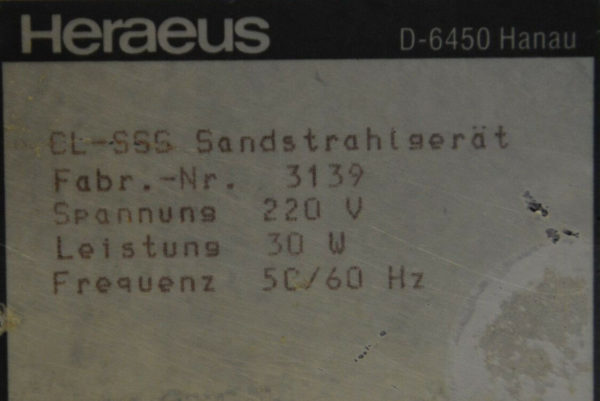 Heraeus D-6450 Hanau
CL-SSS Sandstrahlgerät
Fabr.-Nr. 3139
Spannung 220 V
Leistung 30 W
Frequenz 50/60 Hz